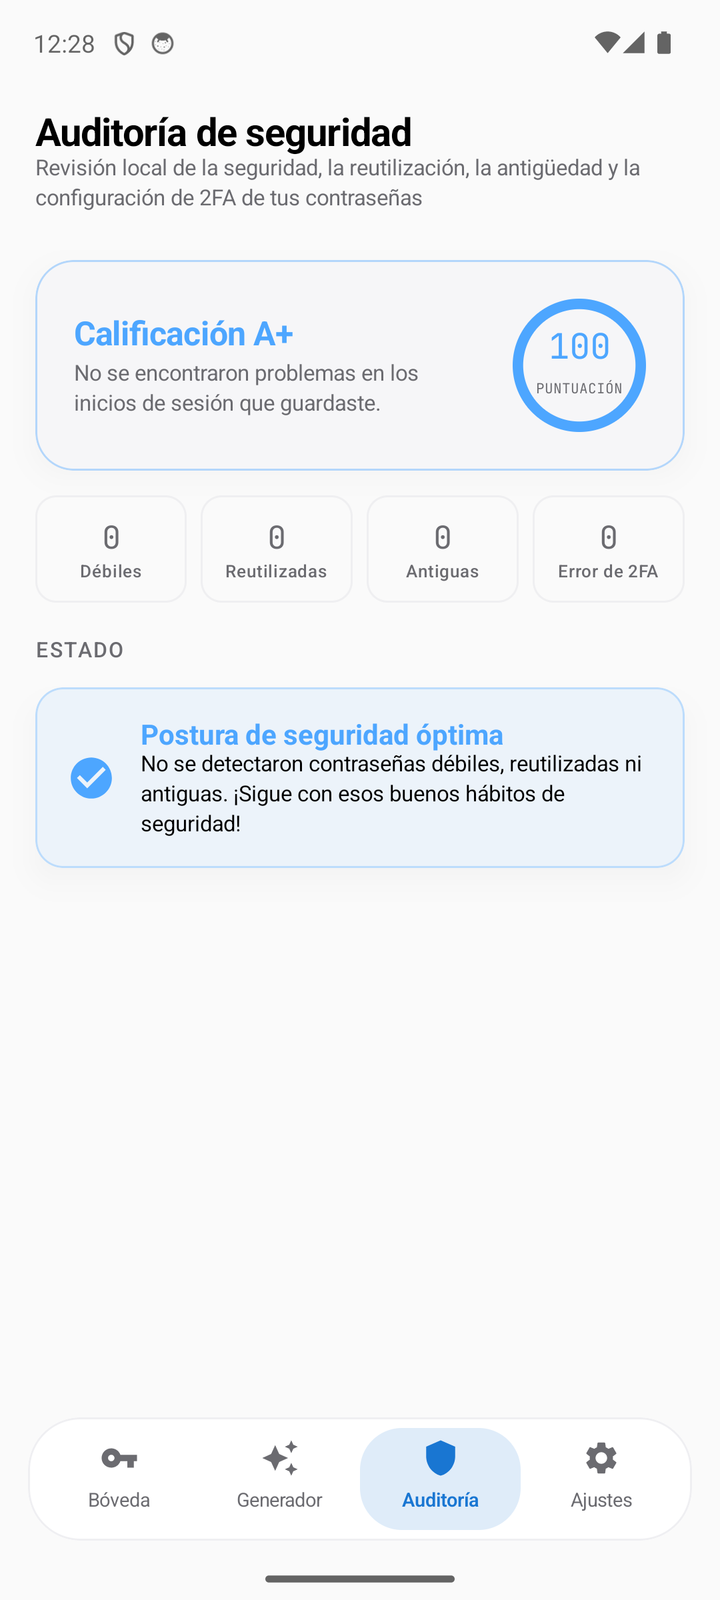 12:28
Auditoría de seguridad
Revisión local de la seguridad, la reutilización, la antigüedad y la
configuración de 2FA de tus contraseñas
Calificación A+
No se encontraron problemas en los
inicios de sesión que guardaste.
100
PUNTUACIÓN
0
Débiles
0
Reutilizadas
0
Antiguas
0
Error de 2FA
ESTADO
Postura de seguridad óptima
No se detectaron contraseñas débiles, reutilizadas ni
antiguas. ¡Sigue con esos buenos hábitos de
seguridad!
Bóveda
Generador
Auditoría
Ajustes